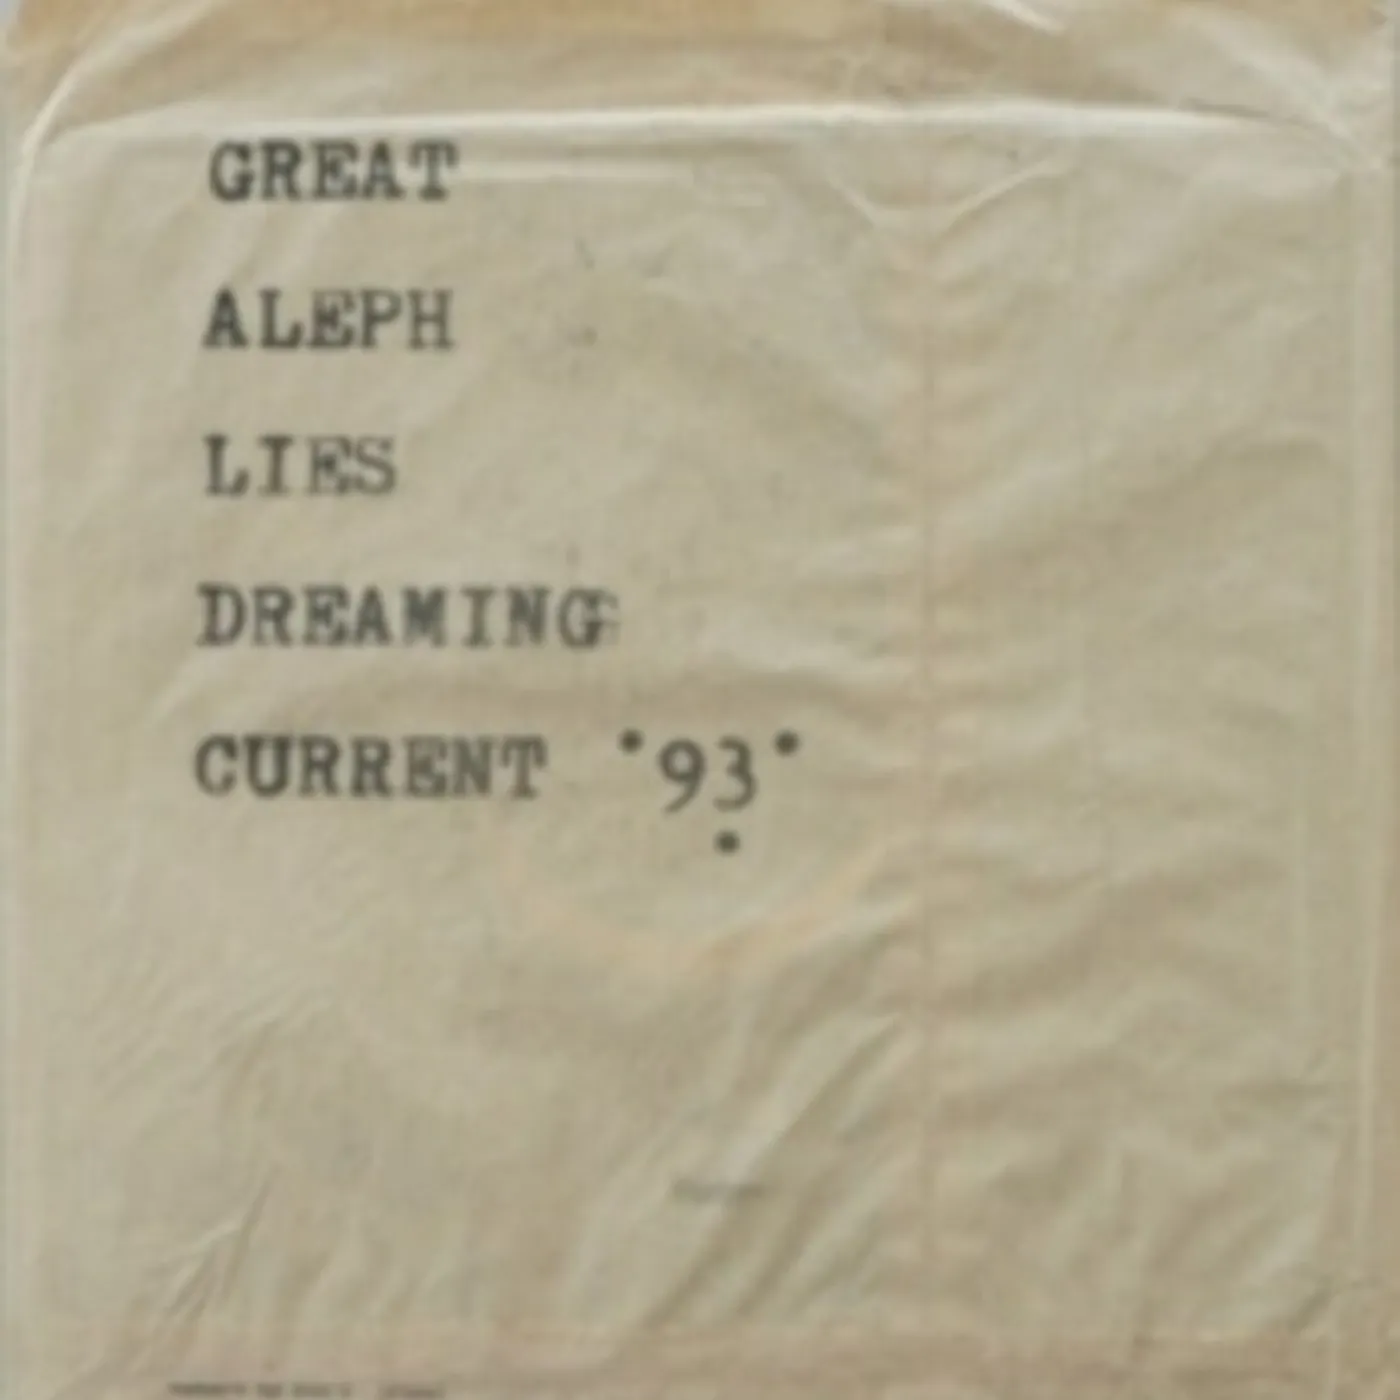 GREAT
ALEPH
LIES
DREAMING
CURRENT •93•